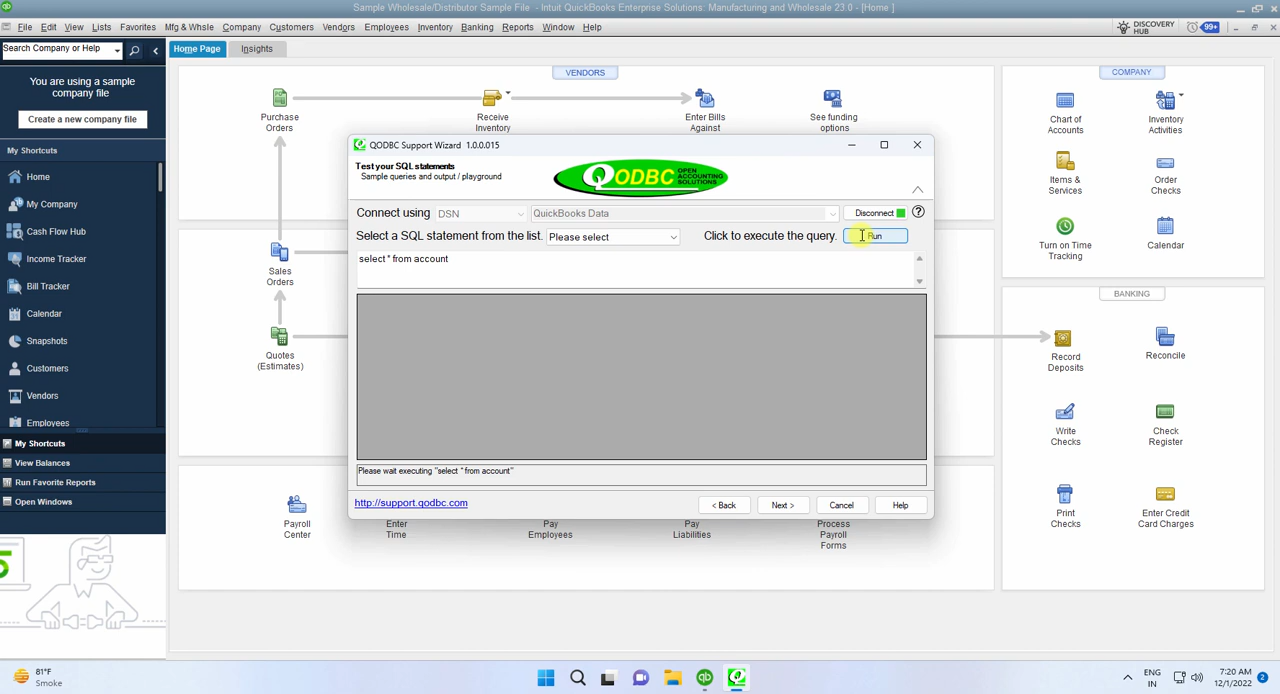 Sample Wholesale/Distributor Sample File - Intuit QuickBooks Enterprise Solutions: Manufacturing and Wholesale 23.0 - [Home ]
File Edit View Lists Favorites Mfg & Whsle Company Customers Vendors Employees Inventory Banking Reports Window Help
DISCOVERY HUB
99+
Search Company or Help
Home Page Insights
You are using a sample
company file
Create a new company file
My Shortcuts
Home
My Company
Cash Flow Hub
Income Tracker
Bill Tracker
Calendar
Snapshots
Customers
Vendors
Employees
My Shortcuts
View Balances
Run Favorite Reports
Open Windows
5
VENDORS
Purchase
Orders
Receive
Inventory
Enter Bills
Against
See funding
options
Sales
Orders
Quotes
(Estimates)
QODBC Support Wizard 1.0.0.015
Test your SQL statements
Sample queries and output / playground
QODBC OPEN ACCOUNTING SOLUTIONS
Connect using DSN QuickBooks Data Disconnect ?
Select a SQL statement from the list. Please select Click to execute the query. Run
select * from account
Please wait executing "select * from account"
http://support.qodbc.com
< Back Next > Cancel Help
Payroll
Center
Enter
Time
Pay
Employees
Pay
Liabilities
Process
Payroll
Forms
COMPANY
Chart of
Accounts
Inventory
Activities
Items &
Services
Order
Checks
Turn on Time
Tracking
Calendar
BANKING
Record
Deposits
Reconcile
Write
Checks
Check
Register
Print
Checks
Enter Credit
Card Charges
81°F
Smoke
ENG
IN
7:20 AM
12/1/2022
2